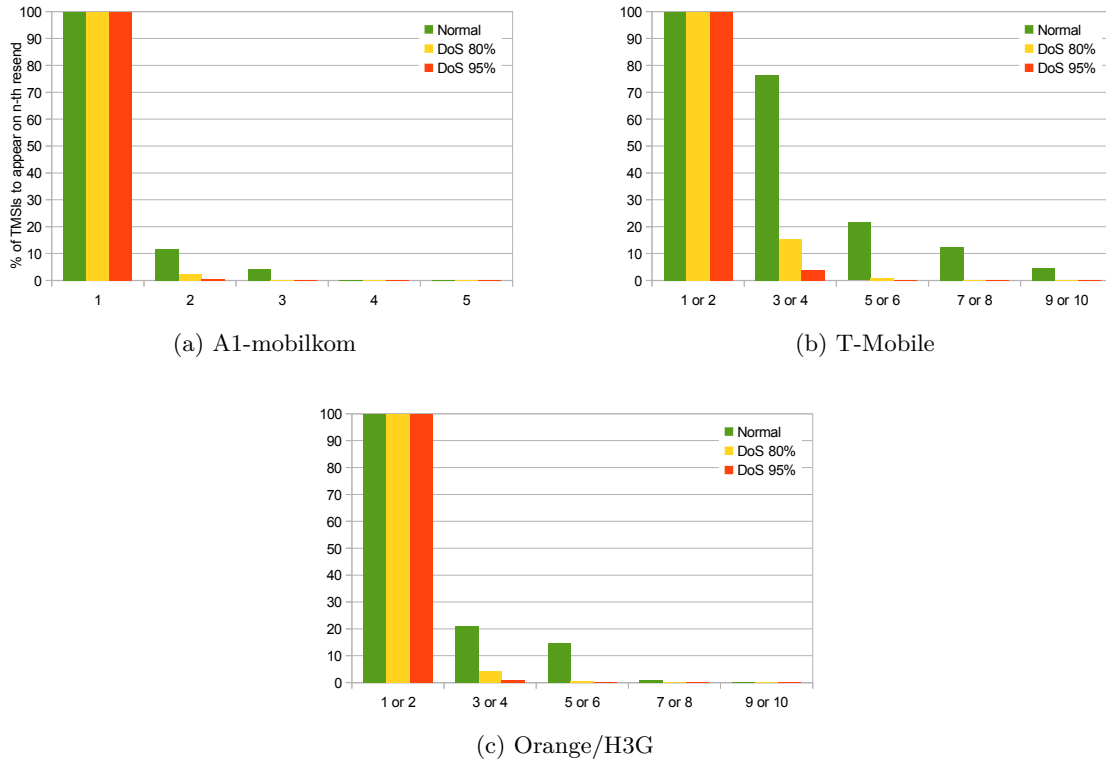 % of TMSIs to appear on n-th resend
100
90
80
70
60
50
40
30
20
10
0
1 2 3 4 5
Normal
DoS 80%
DoS 95%
(a) A1-mobilkom
100
90
80
70
60
50
40
30
20
10
0
1 or 2 3 or 4 5 or 6 7 or 8 9 or 10
Normal
DoS 80%
DoS 95%
(b) T-Mobile
100
90
80
70
60
50
40
30
20
10
0
1 or 2 3 or 4 5 or 6 7 or 8 9 or 10
Normal
DoS 80%
DoS 95%
(c) Orange/H3G